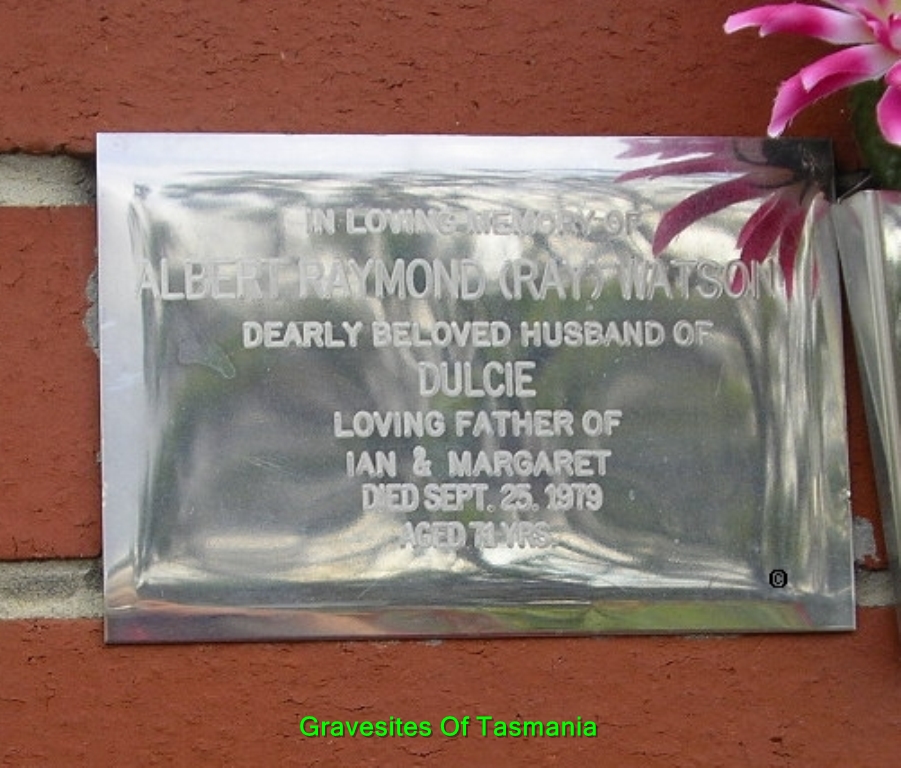 IN LOVING MEMORY OF
ALBERT RAYMOND (RAY) WATSON
DEARLY BELOVED HUSBAND OF
DULCIE
LOVING FATHER OF
IAN & MARGARET
DIED SEPT. 25. 1979
AGED 71 YRS.
©
Gravesites Of Tasmania